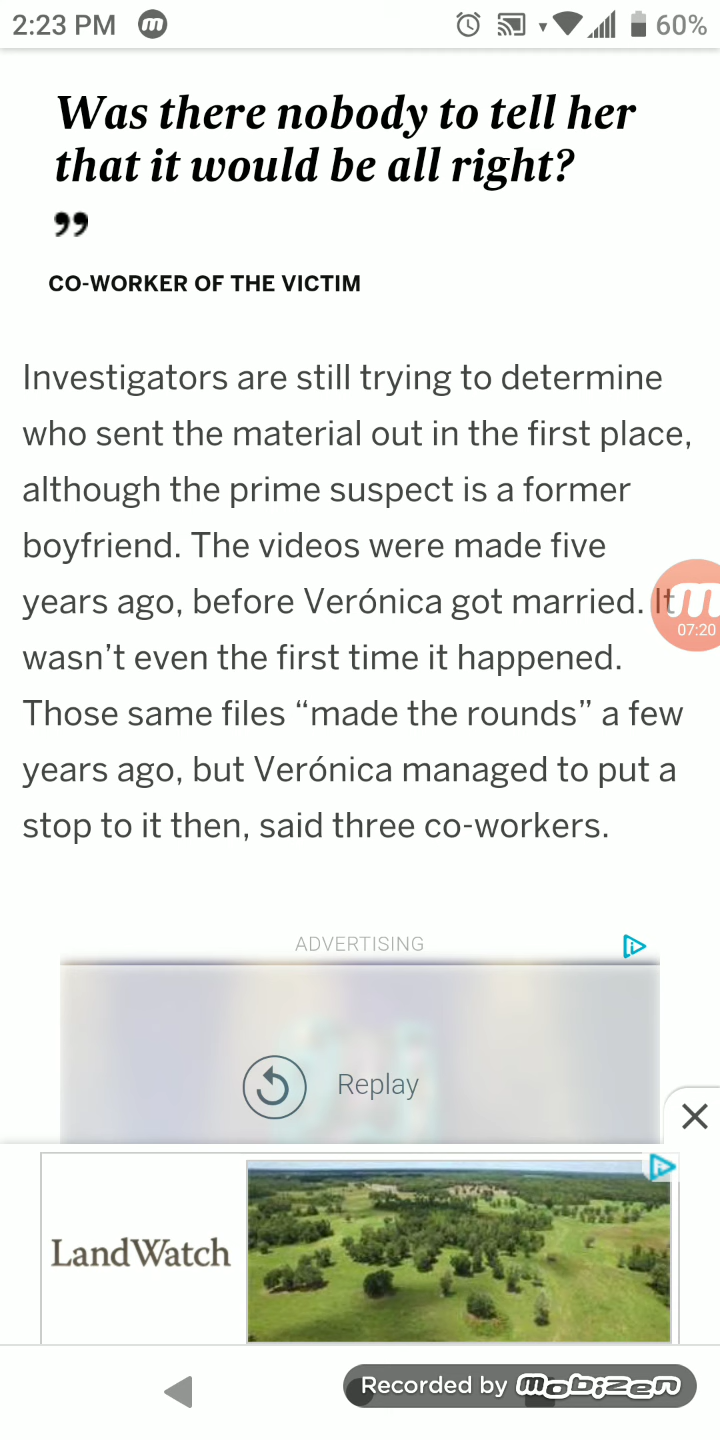 2:23 PM m 60%
Was there nobody to tell her
that it would be all right?
”
CO-WORKER OF THE VICTIM
Investigators are still trying to determine
who sent the material out in the first place,
although the prime suspect is a former
boyfriend. The videos were made five
years ago, before Verónica got married. It
m
07:20
wasn’t even the first time it happened.
Those same files “made the rounds” a few
years ago, but Verónica managed to put a
stop to it then, said three co-workers.
ADVERTISING
Replay
LandWatch
Recorded by mobizen